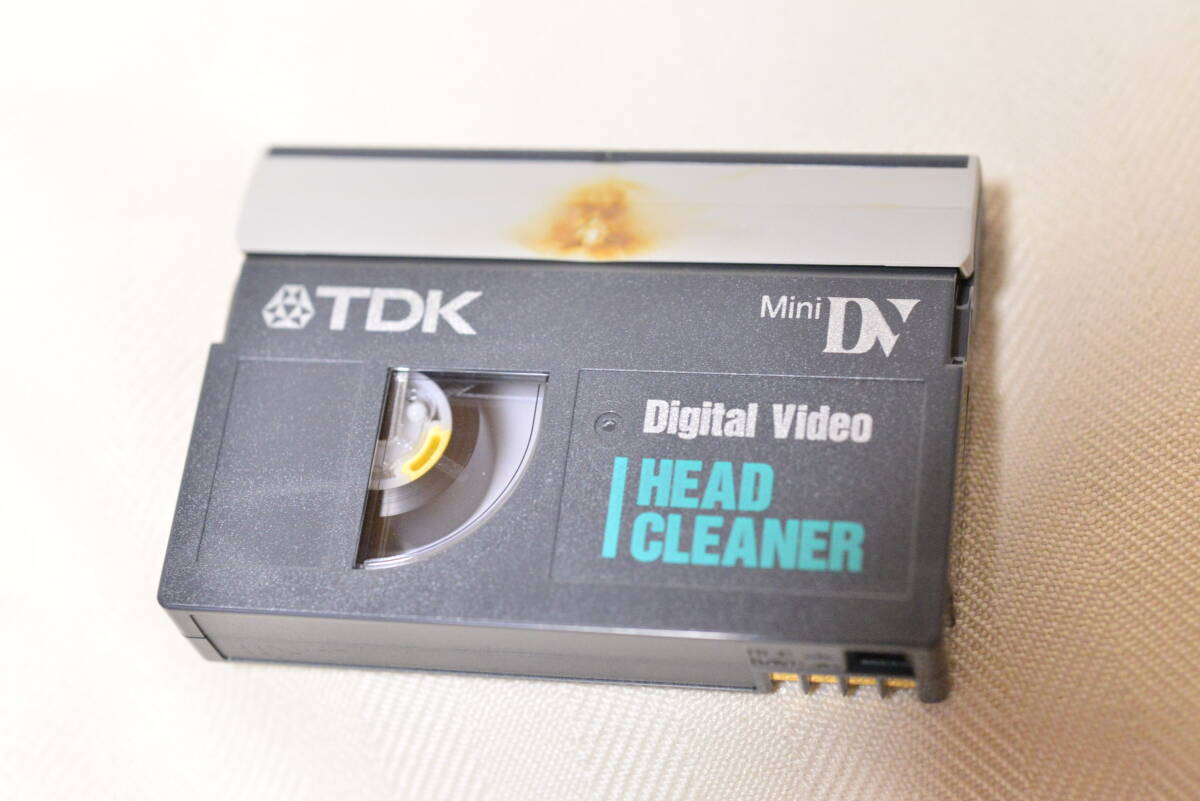 TDK
Mini DV
Digital Video
HEAD
CLEANER